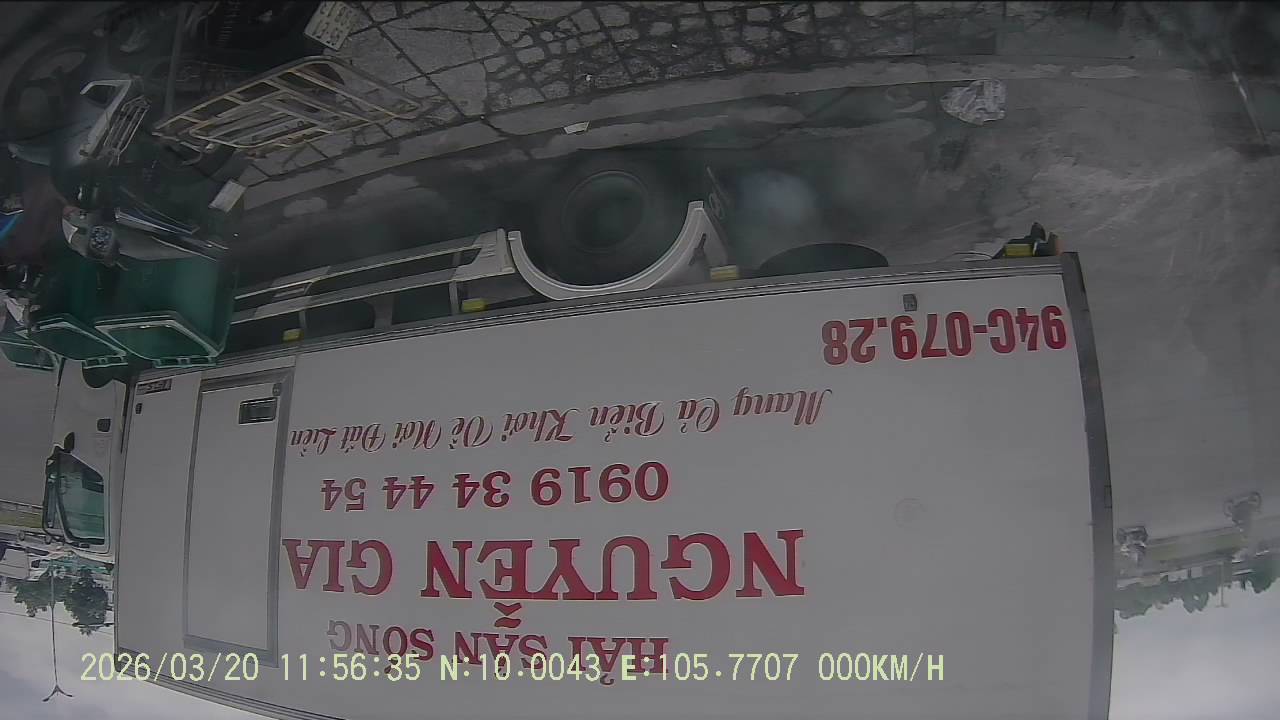 HẢI SẢN SỐNG
NGUYỄN GIA
0919 34 44 54
Mang Cá Biển Khơi Về Nơi Đất Liền
94C-079.28
2026/03/20 11:56:35 N:10.0043 E:105.7707 000KM/H